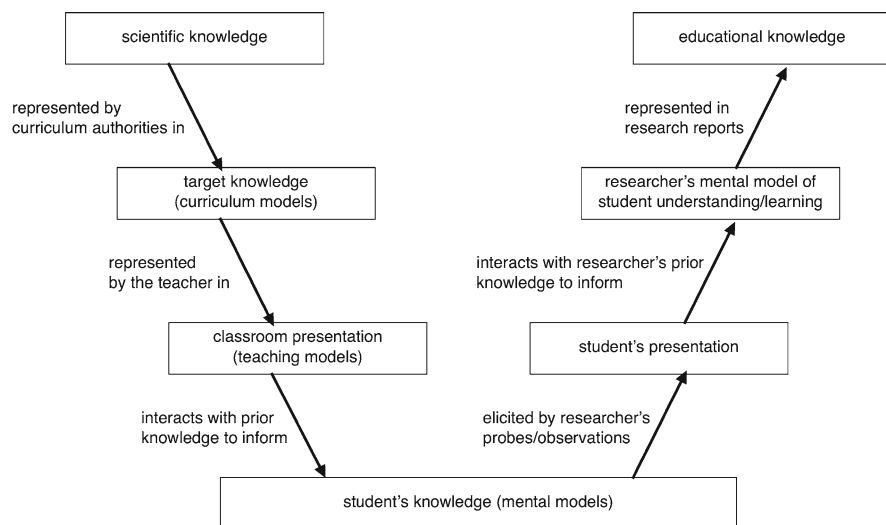 scientific knowledge
educational knowledge
represented by
curriculum authorities in
represented in
research reports
target knowledge
(curriculum models)
researcher's mental model of
student understanding/learning
represented
by the teacher in
interacts with researcher's prior
knowledge to inform
classroom presentation
(teaching models)
student's presentation
interacts with prior
knowledge to inform
elicited by researcher's
probes/observations
student's knowledge (mental models)